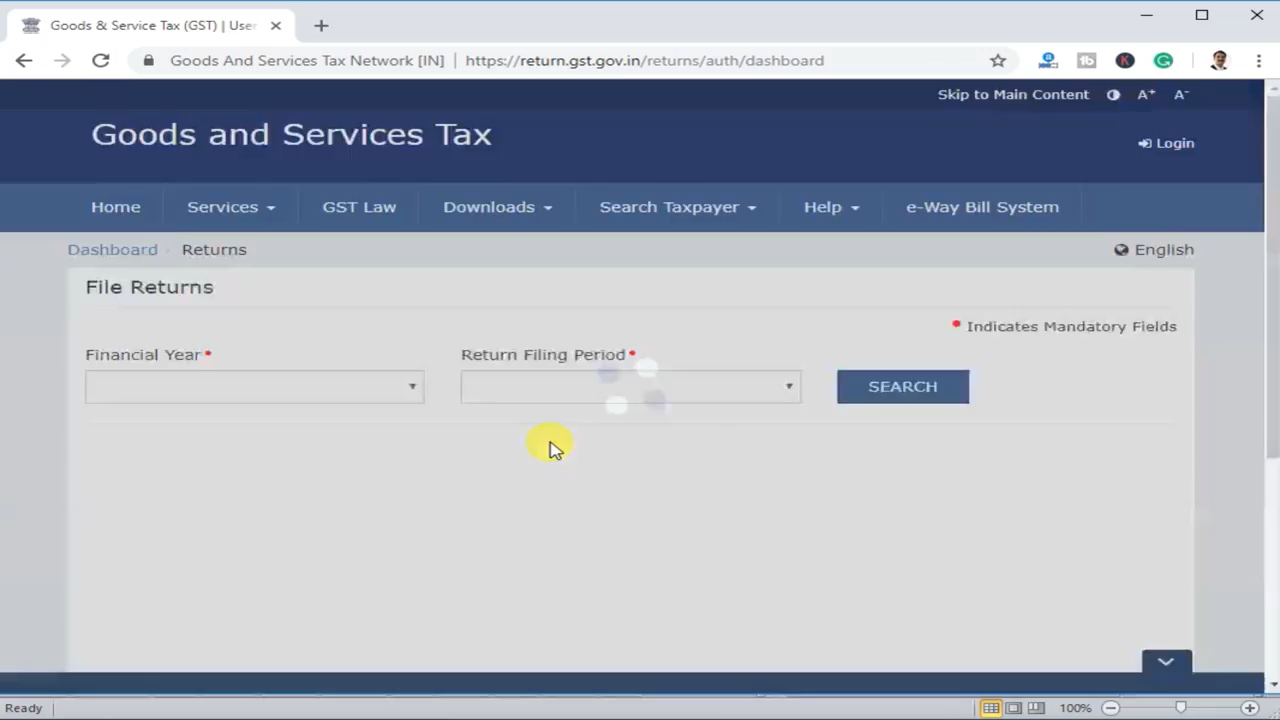 Goods & Service Tax (GST) | User
Goods And Services Tax Network [IN] | https://return.gst.gov.in/returns/auth/dashboard
Skip to Main Content A+ A-
Goods and Services Tax
Login
Home Services GST Law Downloads Search Taxpayer Help e-Way Bill System
Dashboard Returns English
File Returns
• Indicates Mandatory Fields
Financial Year • Return Filing Period •
SEARCH
Ready 100%